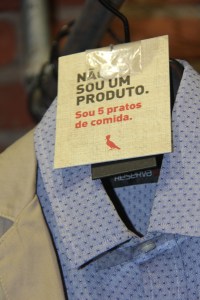 NÃO
SOU UM
PRODUTO.
Sou 5 pratos
de comida.